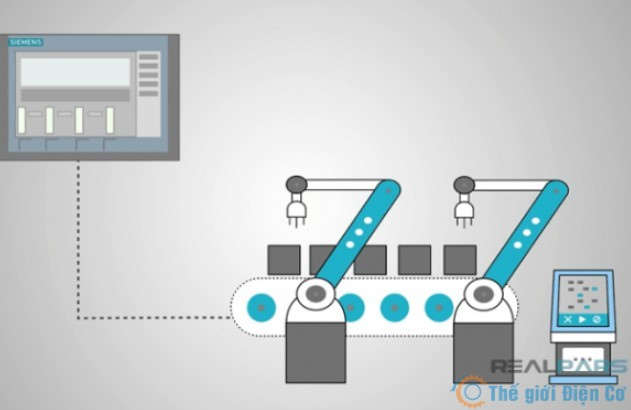 SIEMENS
REALPARS
Thế giới Điện Cơ